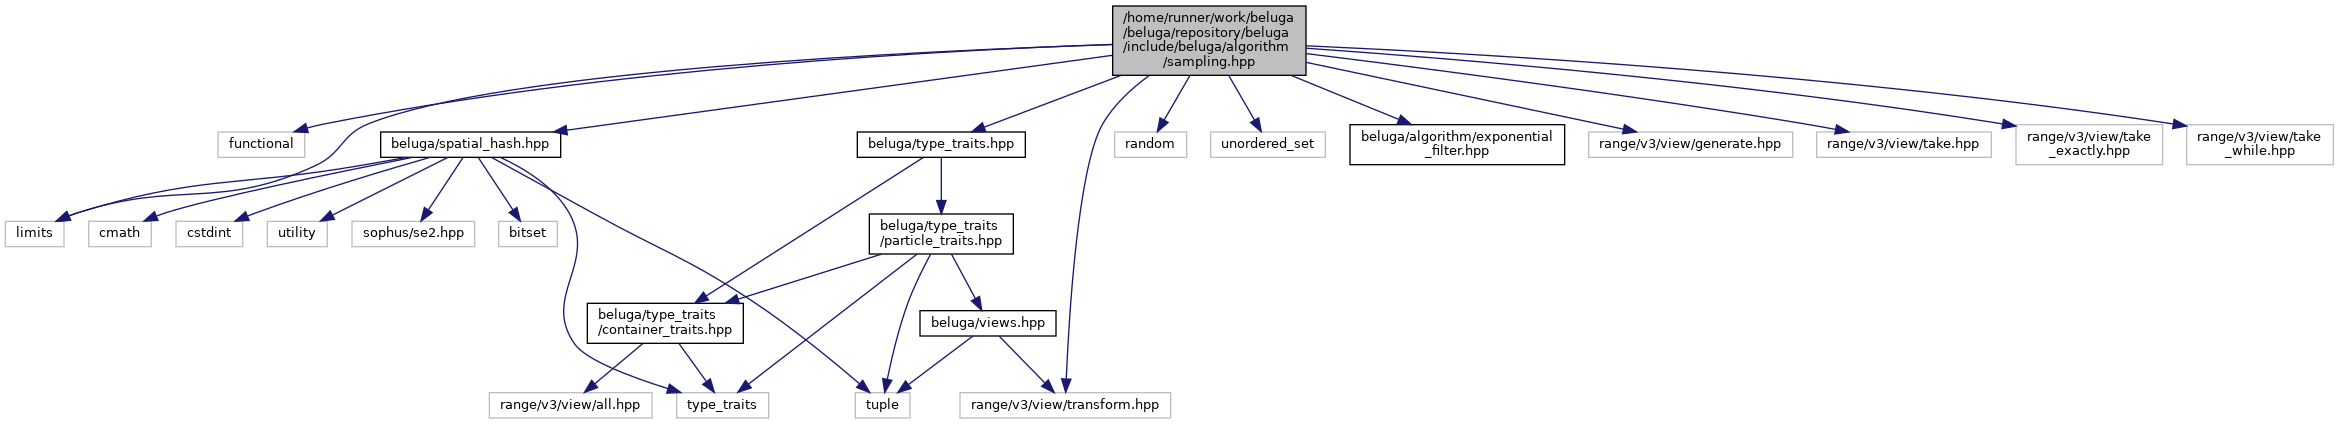 /home/runner/work/beluga
/beluga/repository/beluga
/include/beluga/algorithm
/sampling.hpp
functional
beluga/spatial_hash.hpp
beluga/type_traits.hpp
random
unordered_set
beluga/algorithm/exponential
_filter.hpp
range/v3/view/generate.hpp
range/v3/view/take.hpp
range/v3/view/take
_exactly.hpp
range/v3/view/take
_while.hpp
limits
cmath
cstdint
utility
sophus/se2.hpp
bitset
beluga/type_traits
/particle_traits.hpp
beluga/type_traits
/container_traits.hpp
beluga/views.hpp
range/v3/view/all.hpp
type_traits
tuple
range/v3/view/transform.hpp